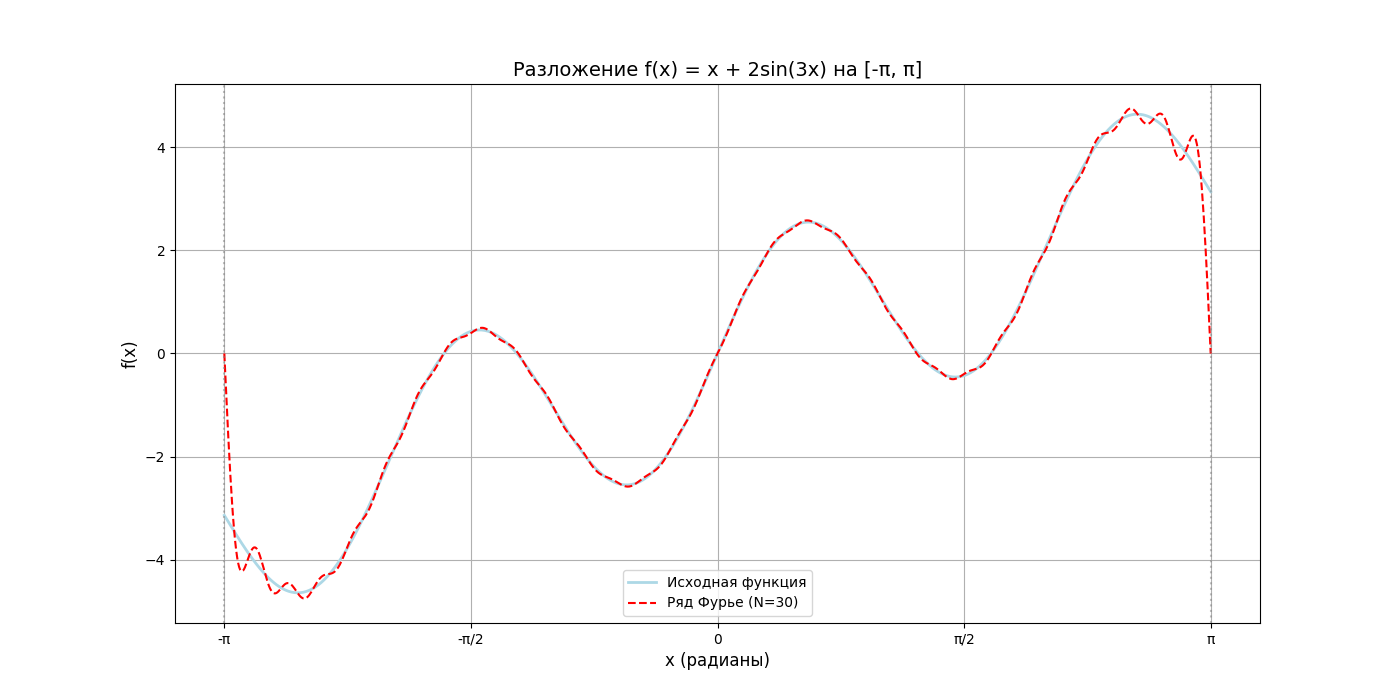 Разложение f(x) = x + 2sin(3x) на [-π, π]
f(x)
4
2
0
−2
−4
Исходная функция
Ряд Фурье (N=30)
-π
-π/2
0
π/2
π
x (радианы)